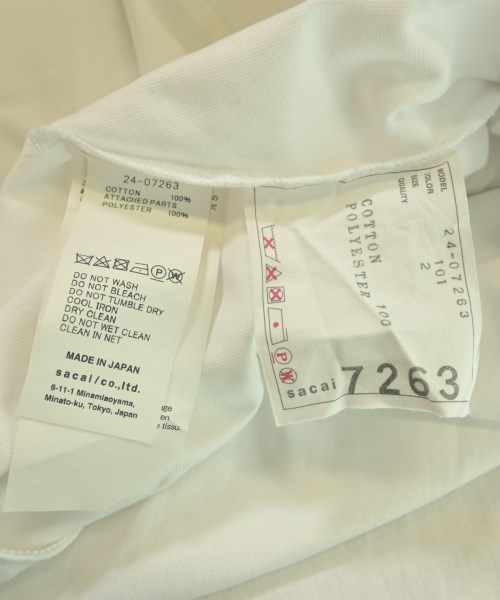 24-07263
COTTON 100%
ATTACHED PARTS
POLYESTER 100%
DO NOT WASH
DO NOT BLEACH
DO NOT TUMBLE DRY
COOL IRON
DRY CLEAN
DO NOT WET CLEAN
CLEAN IN NET
MADE IN JAPAN
sacai/co.,ltd.
6-11-1 Minamiaoyama,
Minato-ku, Tokyo, Japan
tissu.
MODEL 24-07263
COLOR 101
SIZE 2
QUALITY
COTTON
POLYESTER 100
sacai 7263